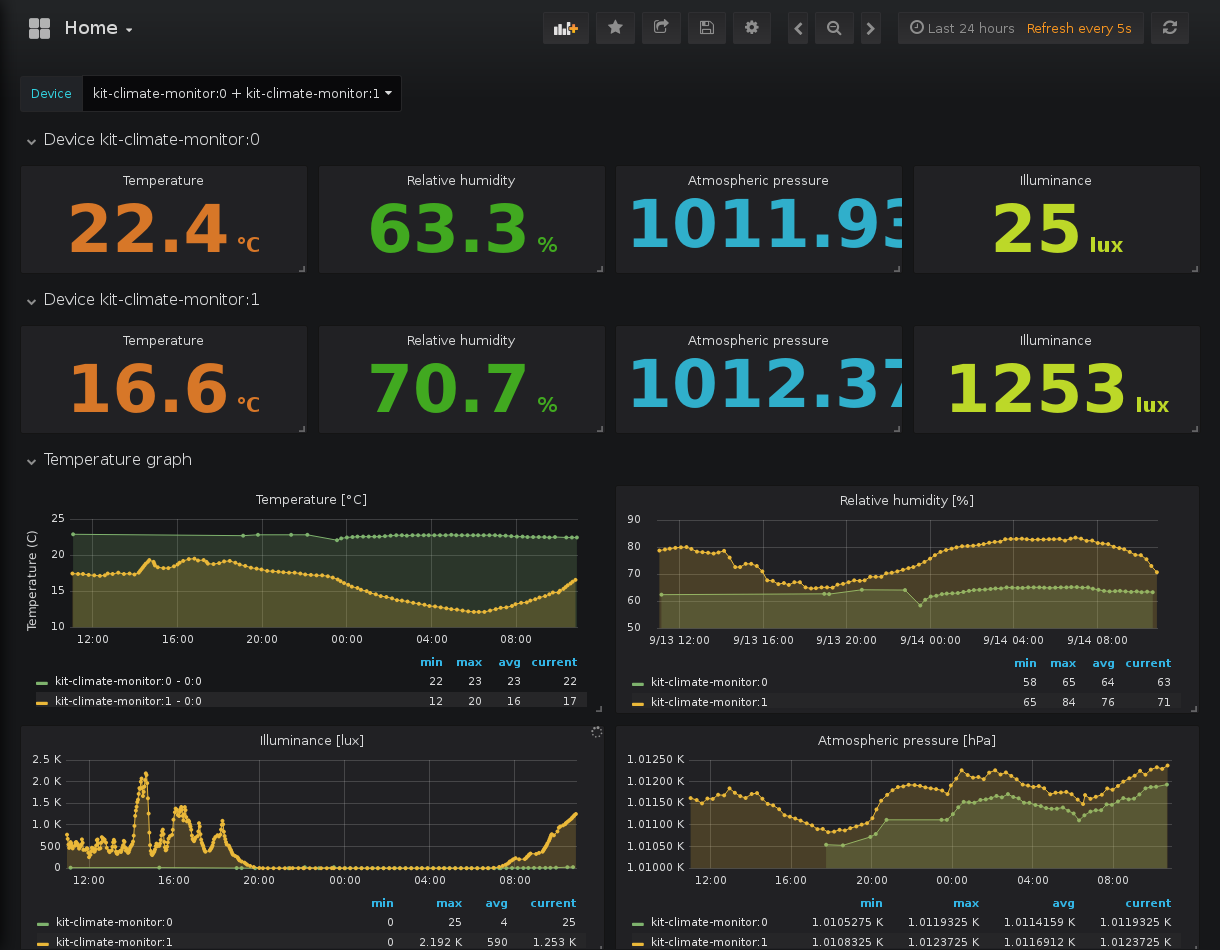 Home
Last 24 hours Refresh every 5s
Device kit-climate-monitor:0 + kit-climate-monitor:1
Device kit-climate-monitor:0
Temperature Relative humidity Atmospheric pressure Illuminance
22.4 °C 63.3 % 1011.93 25 lux
Device kit-climate-monitor:1
Temperature Relative humidity Atmospheric pressure Illuminance
16.6 °C 70.7 % 1012.37 1253 lux
Temperature graph
Temperature [°C]
Temperature (C)
25
20
15
10
12:00 16:00 20:00 00:00 04:00 08:00
min max avg current
kit-climate-monitor:0 - 0:0 22 23 23 22
kit-climate-monitor:1 - 0:0 12 20 16 17
Relative humidity [%]
90
80
70
60
50
9/13 12:00 9/13 16:00 9/13 20:00 9/14 00:00 9/14 04:00 9/14 08:00
min max avg current
kit-climate-monitor:0 58 65 64 63
kit-climate-monitor:1 65 84 76 71
Illuminance [lux]
2.5 K
2.0 K
1.5 K
1.0 K
500
0
12:00 16:00 20:00 00:00 04:00 08:00
min max avg current
kit-climate-monitor:0 0 25 4 25
kit-climate-monitor:1 0 2.192 K 590 1.253 K
Atmospheric pressure [hPa]
1.01250 K
1.01200 K
1.01150 K
1.01100 K
1.01050 K
1.01000 K
12:00 16:00 20:00 00:00 04:00 08:00
min max avg current
kit-climate-monitor:0 1.0105275 K 1.0119325 K 1.0114159 K 1.0119325 K
kit-climate-monitor:1 1.0108325 K 1.0123725 K 1.0116912 K 1.0123725 K